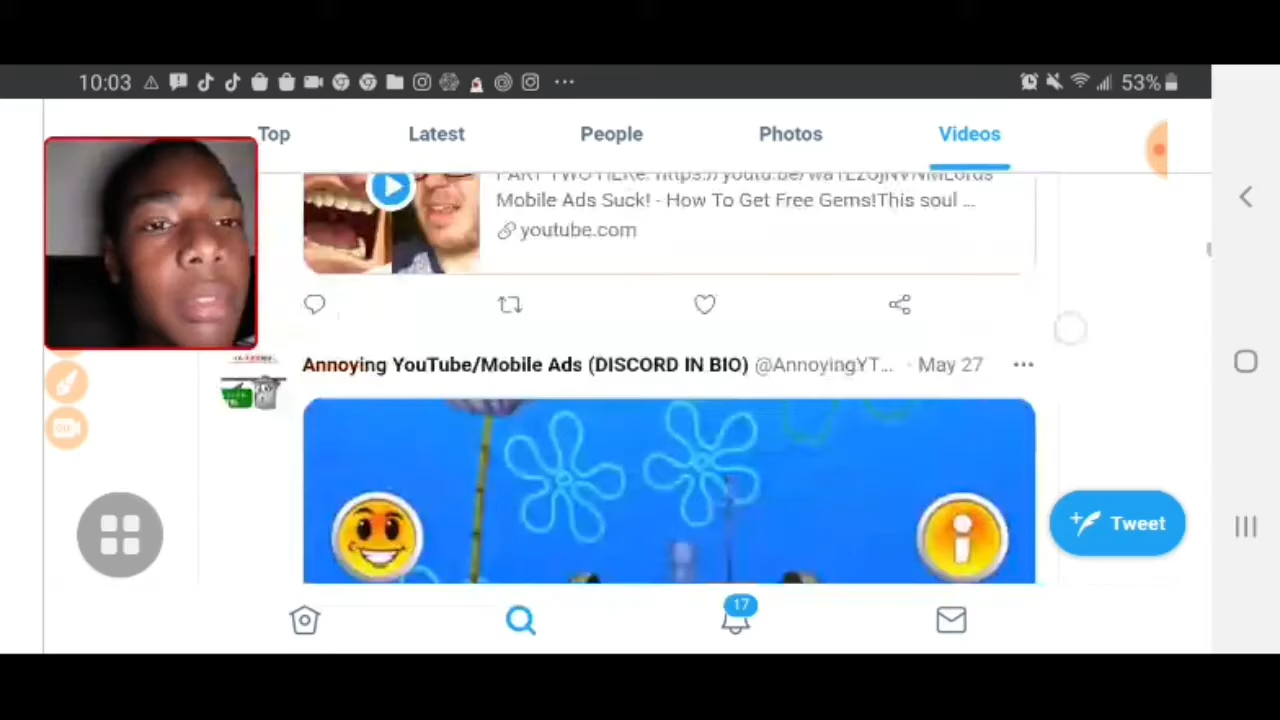 10:03
53%
Top
Latest
People
Photos
Videos
Mobile Ads Suck! - How To Get Free Gems!This soul ...
youtube.com
Annoying YouTube/Mobile Ads (DISCORD IN BIO) @AnnoyingYT... · May 27
GIF
Tweet
17